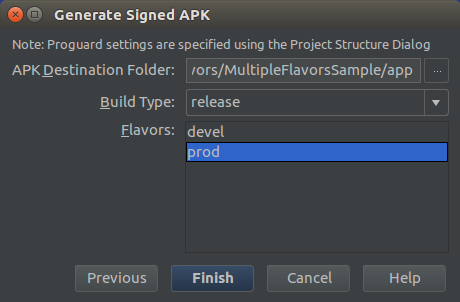 Generate Signed APK
Note: Proguard settings are specified using the Project Structure Dialog
APK Destination Folder: /ors/MultipleFlavorsSample/app ...
Build Type: release
Flavors: devel
prod
Previous Finish Cancel Help